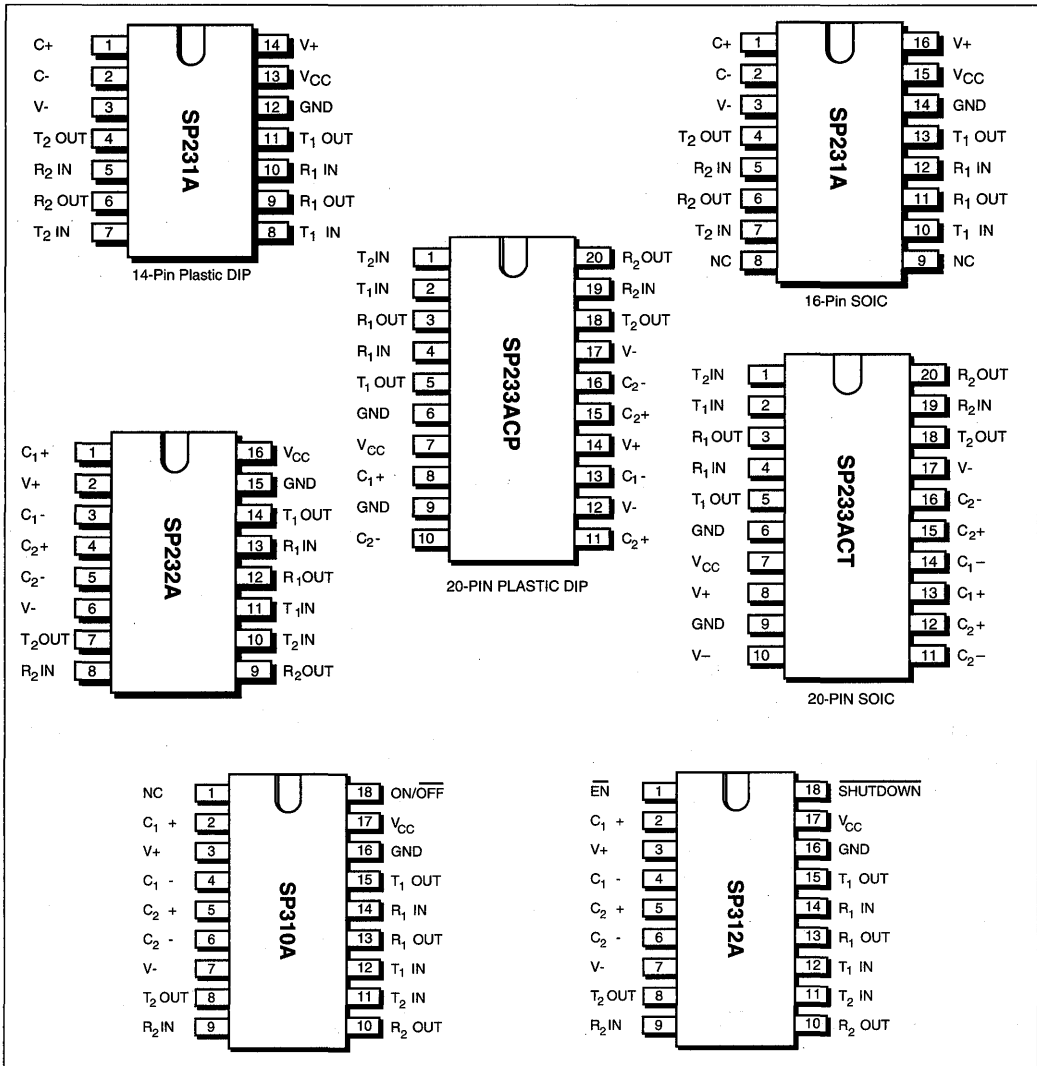 C+ 1 14 V+
C- 2 13 VCC
V- 3 12 GND
T2 OUT 4 11 T1 OUT
R2 IN 5 10 R1 IN
R2 OUT 6 9 R1 OUT
T2 IN 7 8 T1 IN
SP231A
14-Pin Plastic DIP
C+ 1 16 V+
C- 2 15 VCC
V- 3 14 GND
T2 OUT 4 13 T1 OUT
R2 IN 5 12 R1 IN
R2 OUT 6 11 R1 OUT
T2 IN 7 10 T1 IN
NC 8 9 NC
SP231A
16-Pin SOIC
T2IN 1 20 R2OUT
T1IN 2 19 R2IN
R1OUT 3 18 T2OUT
R1IN 4 17 V-
T1OUT 5 16 C2-
GND 6 15 C2+
VCC 7 14 V+
C1+ 8 13 C1-
GND 9 12 V-
C2- 10 11 C2+
SP233ACP
20-PIN PLASTIC DIP
T2IN 1 20 R2OUT
T1IN 2 19 R2IN
R1OUT 3 18 T2OUT
R1IN 4 17 V-
T1OUT 5 16 C2-
GND 6 15 C2+
VCC 7 14 C1–
V+ 8 13 C1+
GND 9 12 C2+
V– 10 11 C2–
SP233ACT
20-PIN SOIC
C1+ 1 16 VCC
V+ 2 15 GND
C1- 3 14 T1OUT
C2+ 4 13 R1IN
C2- 5 12 R1OUT
V- 6 11 T1IN
T2OUT 7 10 T2IN
R2IN 8 9 R2OUT
SP232A
NC 1 18 ON/OFF
C1 + 2 17 VCC
V+ 3 16 GND
C1 - 4 15 T1 OUT
C2 + 5 14 R1 IN
C2 - 6 13 R1 OUT
V- 7 12 T1 IN
T2OUT 8 11 T2 IN
R2IN 9 10 R2 OUT
SP310A
EN 1 18 SHUTDOWN
C1 + 2 17 VCC
V+ 3 16 GND
C1 - 4 15 T1 OUT
C2 + 5 14 R1 IN
C2 - 6 13 R1 OUT
V- 7 12 T1 IN
T2OUT 8 11 T2 IN
R2IN 9 10 R2 OUT
SP312A